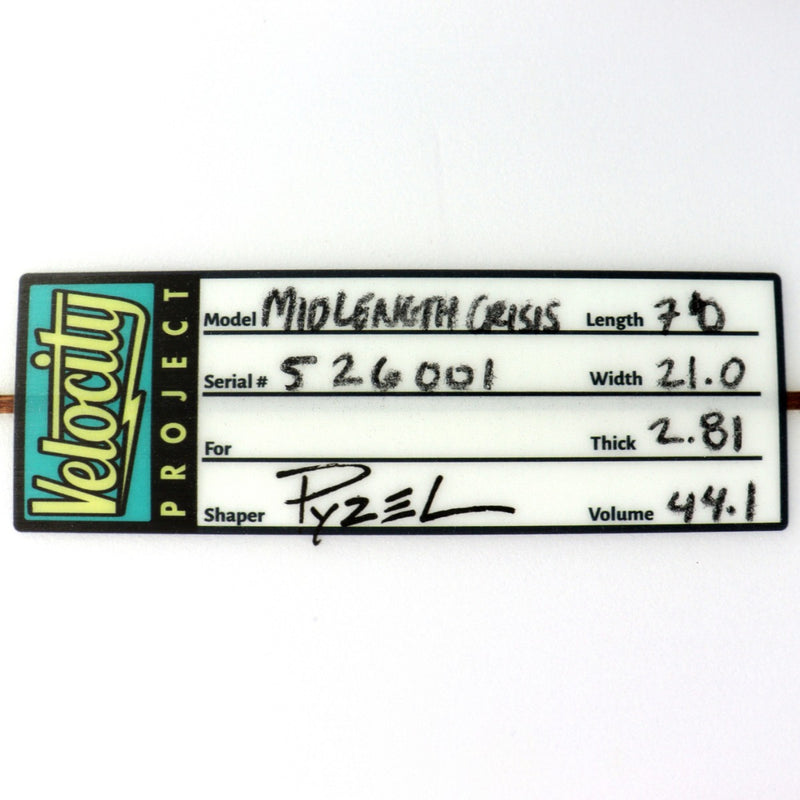 Velocity
PROJECT
Model MIDLENGTH CRISIS Length 7'0
Serial # 526001 Width 21.0
For Thick 2.81
Shaper PYZEL Volume 44.1